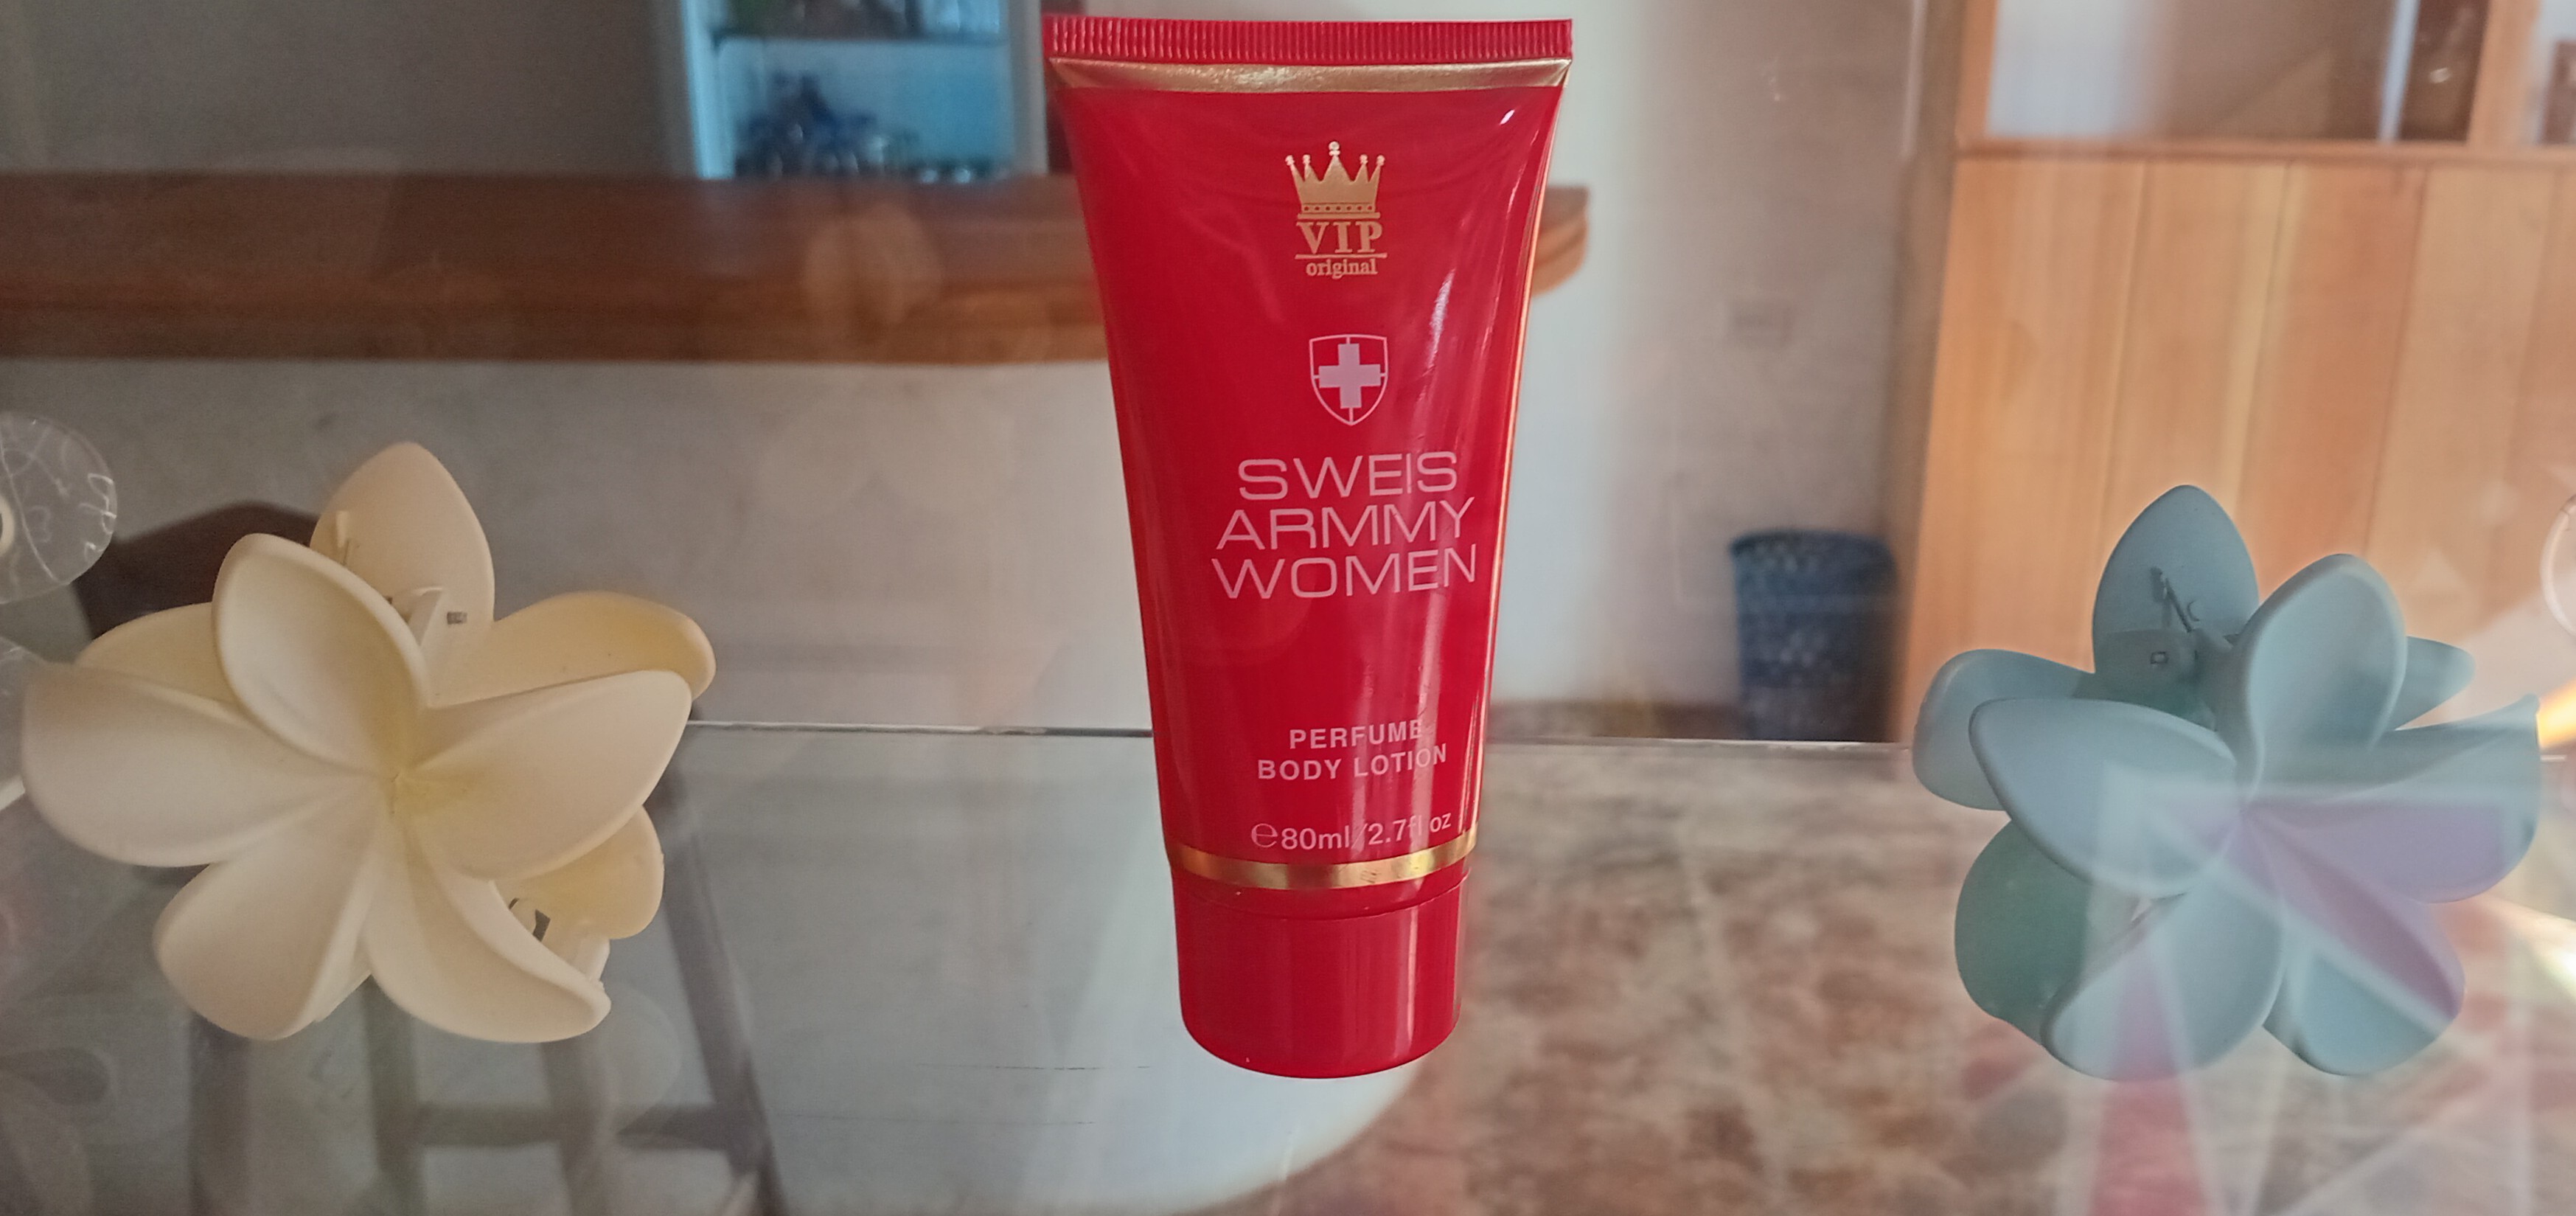 VIP
original
SWEIS
ARMMY
WOMEN
PERFUME
BODY LOTION
℮80ml/2.7fl oz